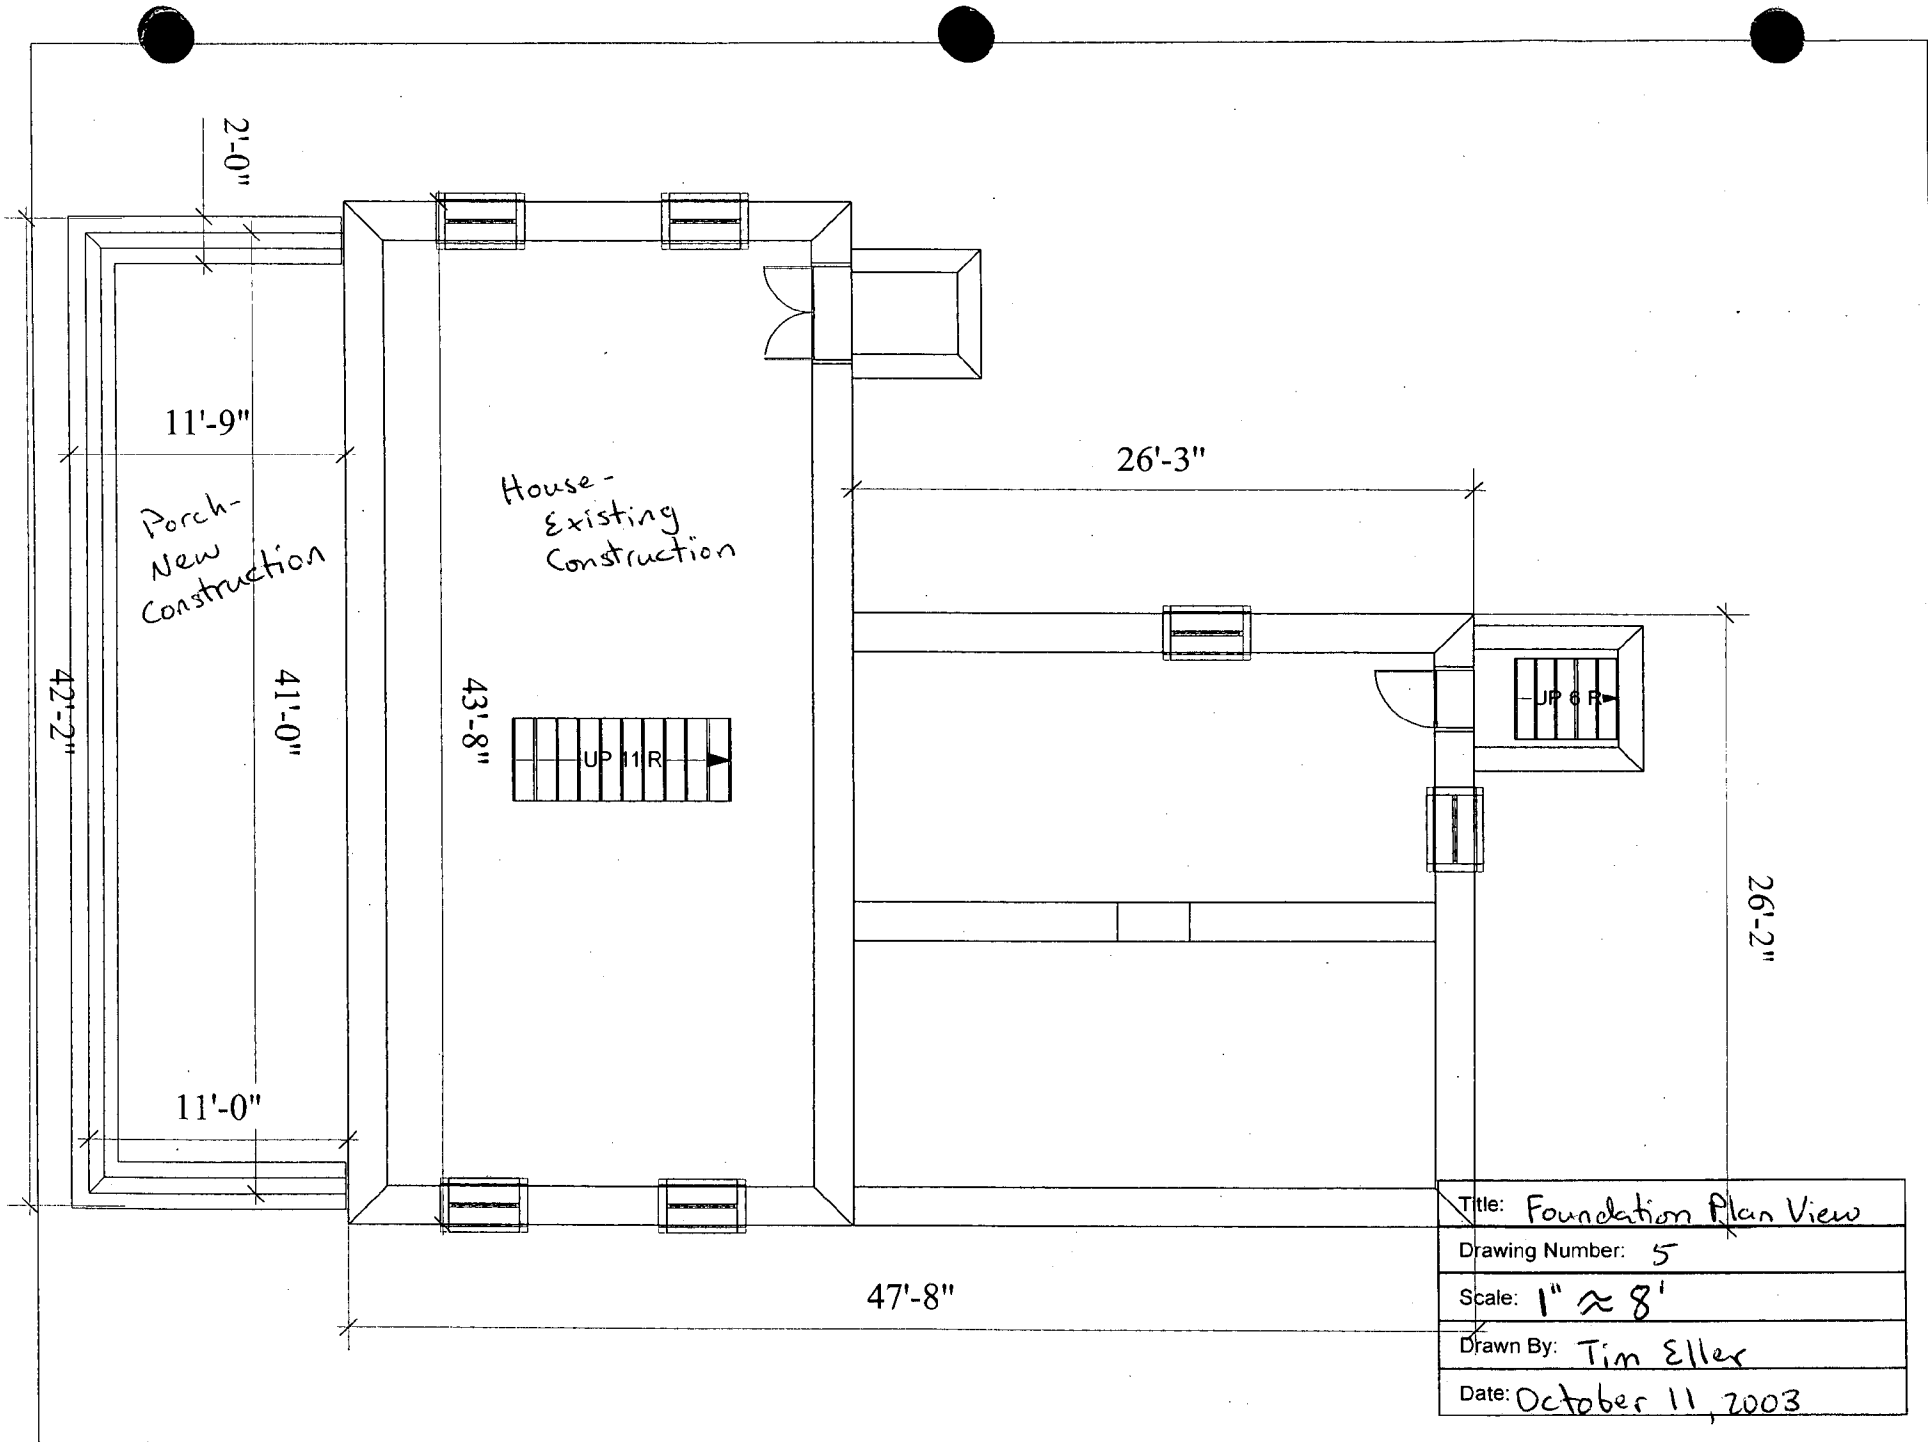 2'-0"
11'-9"
Porch-
New
Construction
House-
Existing
Construction
26'-3"
42'-2"
41'-0"
43'-8"
UP 11 R
UP 6 R
26'-2"
11'-0"
47'-8"
Title: Foundation Plan View
Drawing Number: 5
Scale: 1" ≈ 8'
Drawn By: Tim Eller
Date: October 11, 2003